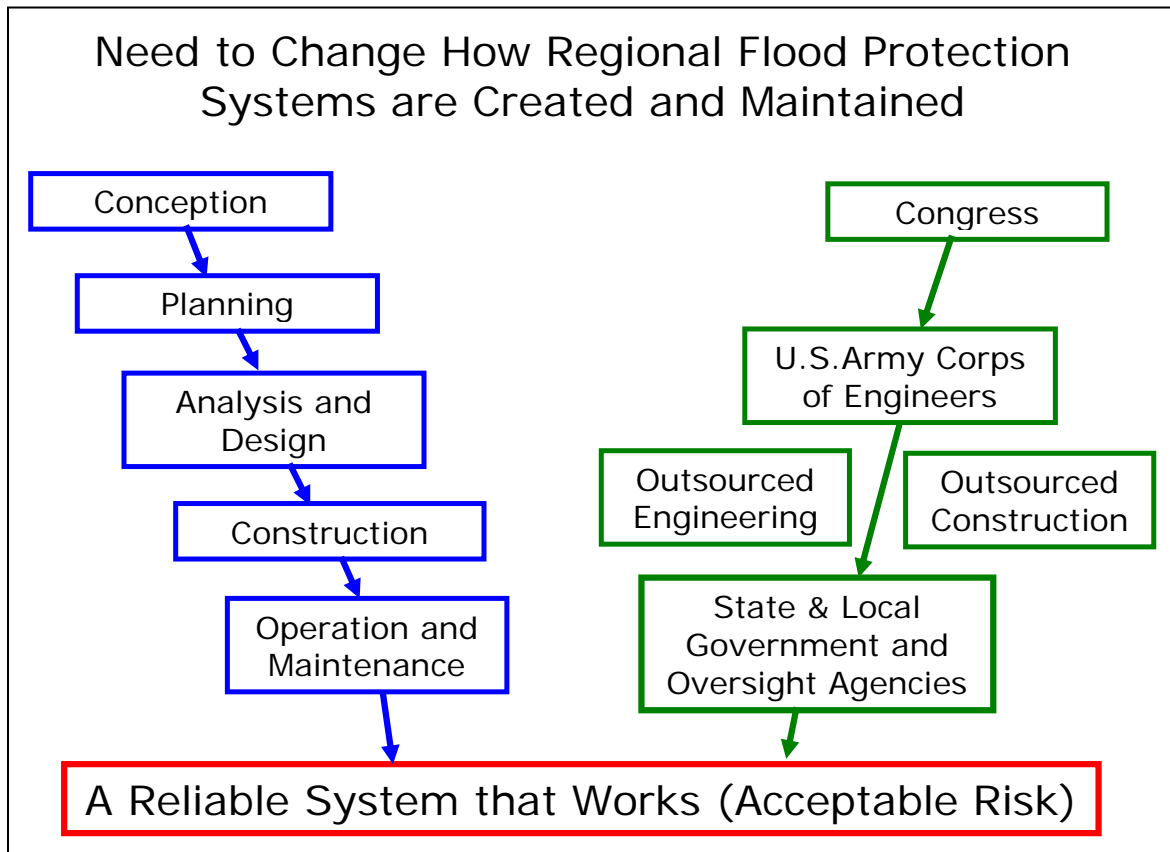 Need to Change How Regional Flood Protection
Systems are Created and Maintained
Conception
Planning
Analysis and
Design
Construction
Operation and
Maintenance
Congress
U.S.Army Corps
of Engineers
Outsourced
Engineering
Outsourced
Construction
State & Local
Government and
Oversight Agencies
A Reliable System that Works (Acceptable Risk)